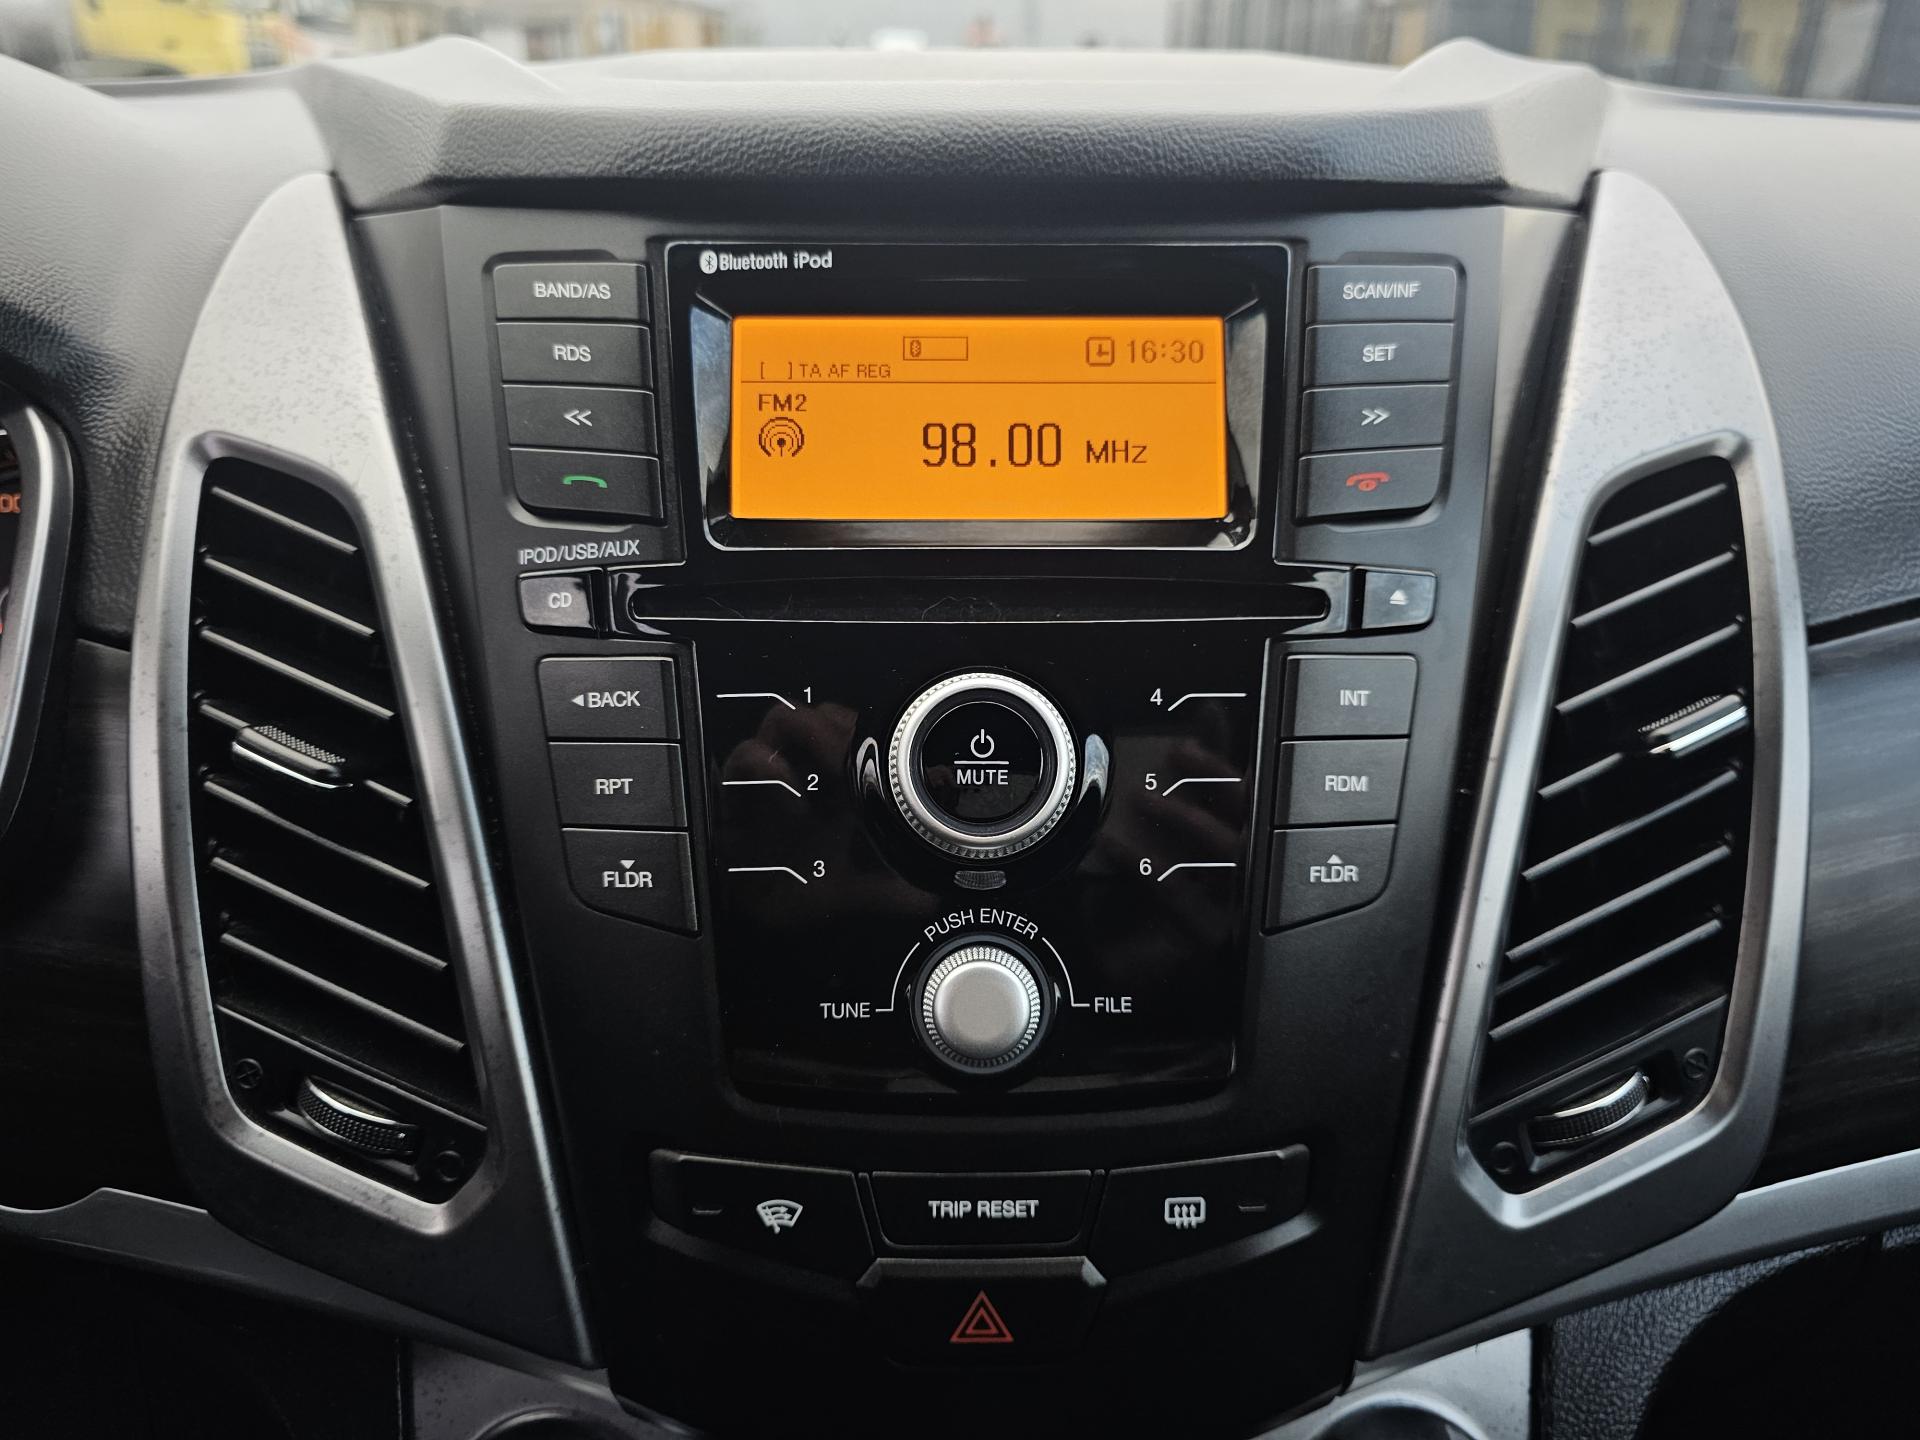 Bluetooth iPod
BAND/AS
SCAN/INF
RDS
SET
16:30
[ ] TA AF REG
FM2
98.00 MHz
IPOD/USB/AUX
CD
BACK
1
4
INT
MUTE
RPT
2
5
RDM
FLDR
3
6
FLDR
PUSH ENTER
TUNE
FILE
TRIP RESET